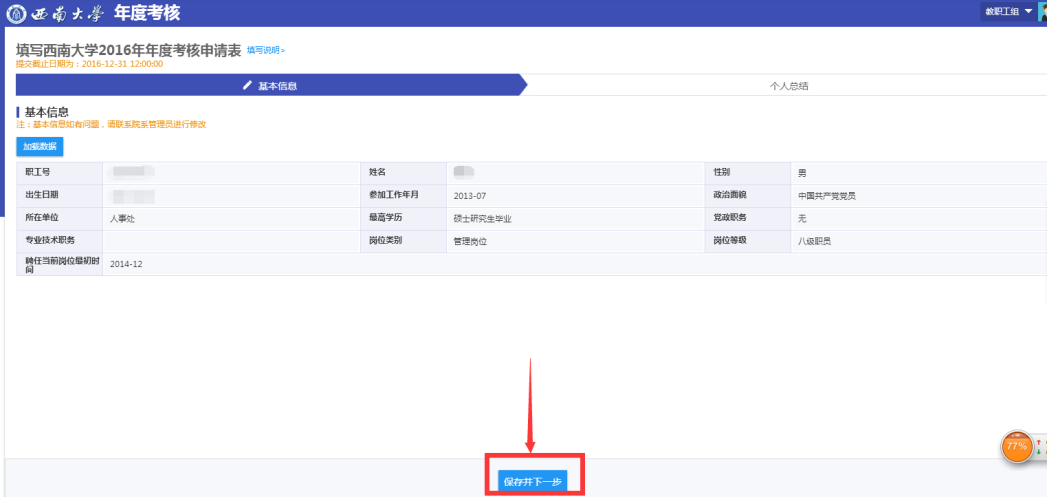 西南大学 年度考核 教职工组
填写西南大学2016年年度考核申请表 填写说明>
提交截止日期为：2016-12-31 12:00:00
基本信息 个人总结
基本信息
注：基本信息如有问题，请联系院系管理员进行修改
加载数据
职工号 姓名 性别 男
出生日期 参加工作年月 2013-07 政治面貌 中国共产党党员
所在单位 人事处 最高学历 硕士研究生毕业 党政职务 无
专业技术职务 岗位类别 管理岗位 岗位等级 八级职员
聘任当前岗位最初时
间 2014-12
77%
保存并下一步